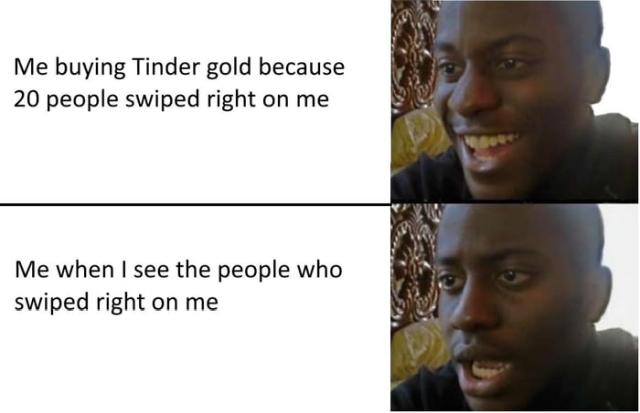 Me buying Tinder gold because
20 people swiped right on me
Me when I see the people who
swiped right on me